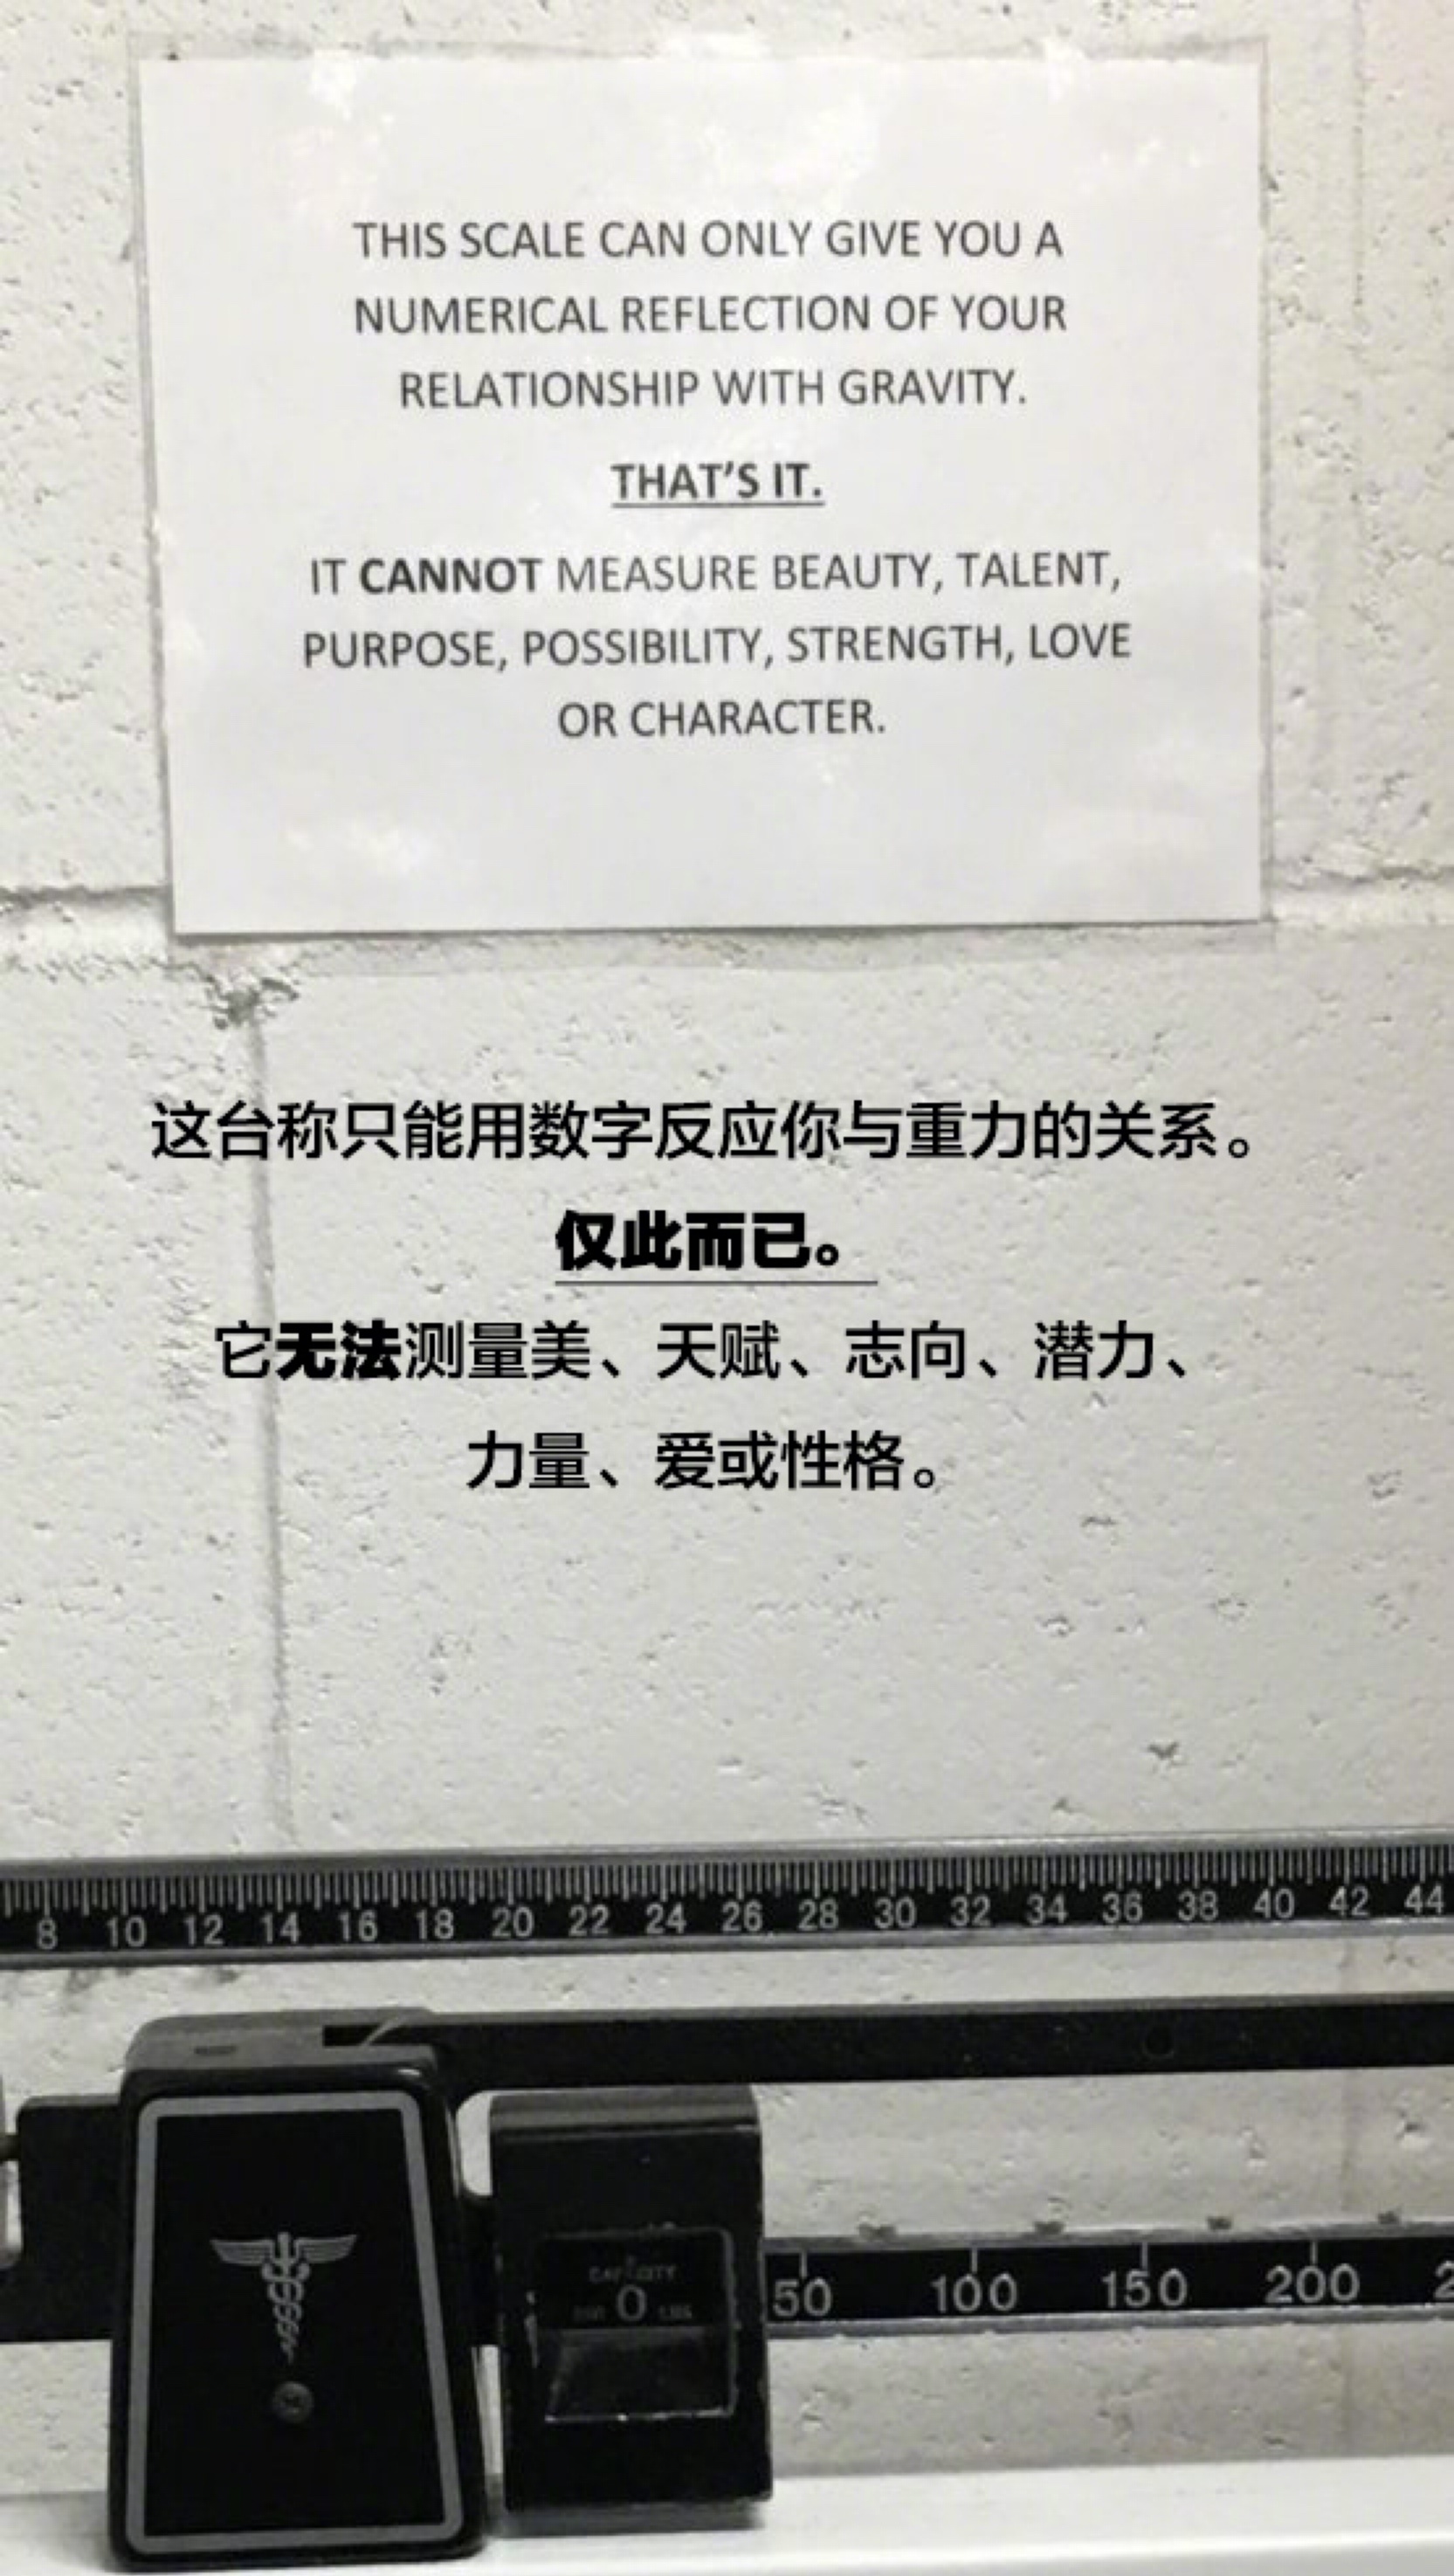 THIS SCALE CAN ONLY GIVE YOU A
NUMERICAL REFLECTION OF YOUR
RELATIONSHIP WITH GRAVITY.
THAT'S IT.
IT CANNOT MEASURE BEAUTY, TALENT,
PURPOSE, POSSIBILITY, STRENGTH, LOVE
OR CHARACTER.
这台称只能用数字反应你与重力的关系。
仅此而已。
它无法测量美、天赋、志向、潜力、
力量、爱或性格。
8 10 12 14 16 18 20 22 24 26 28 30 32 34 36 38 40 42 44
CAPACITY
0
50 100 150 200